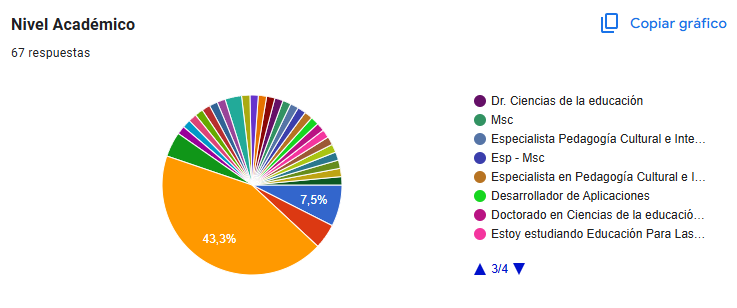 Nivel Académico
Copiar gráfico
67 respuestas
7,5%
43,3%
Dr. Ciencias de la educación
Msc
Especialista Pedagogía Cultural e Inte…
Esp - Msc
Especialista en Pedagogía Cultural e I…
Desarrollador de Aplicaciones
Doctorado en Ciencias de la educació…
Estoy estudiando Educación Para Las…
3/4